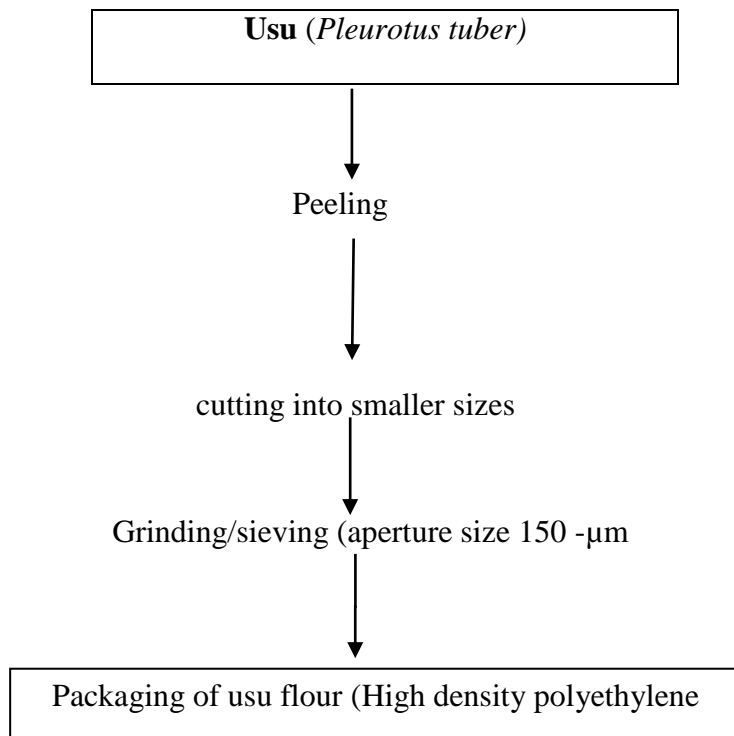 Usu (Pleurotus tuber)
Peeling
cutting into smaller sizes
Grinding/sieving (aperture size 150 -µm
Packaging of usu flour (High density polyethylene